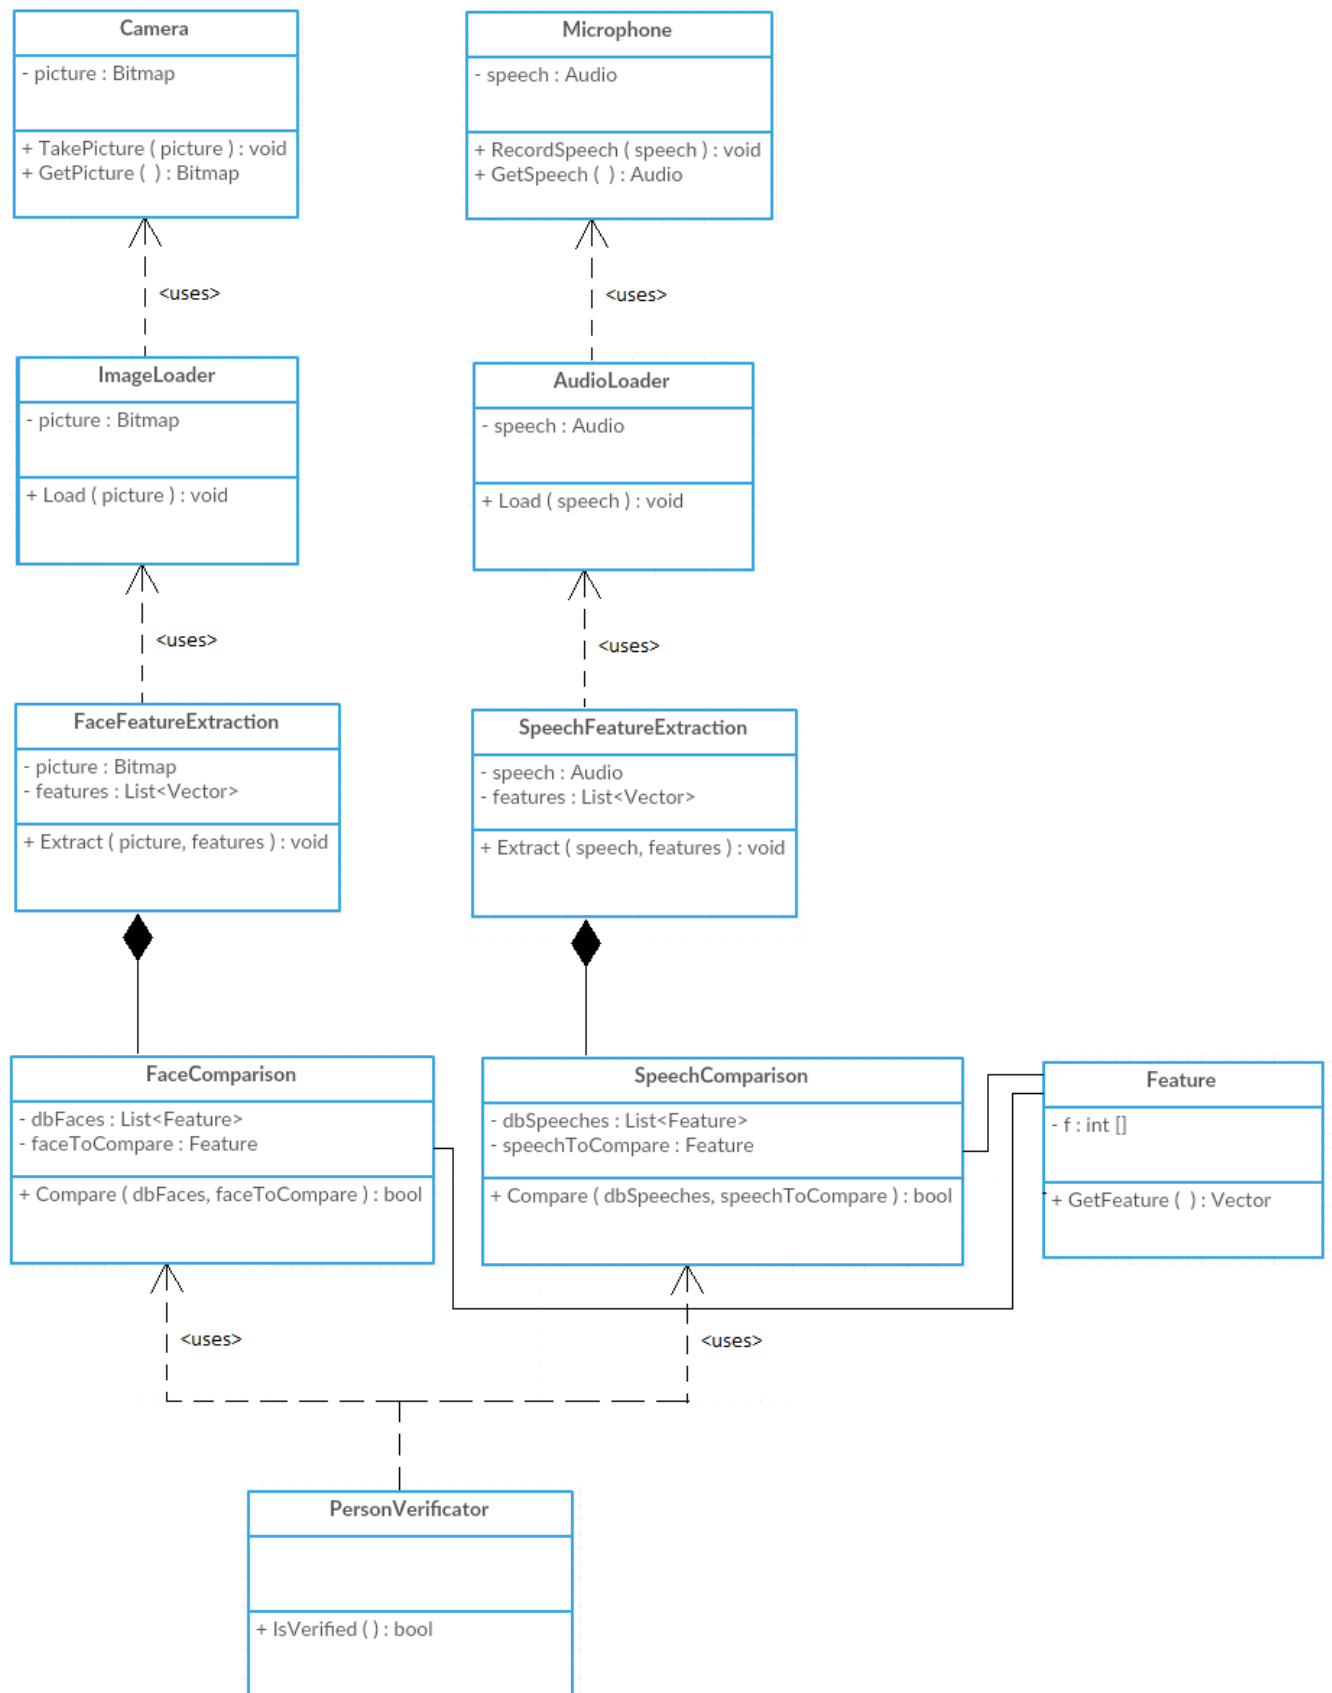 Camera
- picture : Bitmap
+ TakePicture ( picture ) : void
+ GetPicture ( ) : Bitmap
Microphone
- speech : Audio
+ RecordSpeech ( speech ) : void
+ GetSpeech ( ) : Audio
<uses>
<uses>
ImageLoader
- picture : Bitmap
+ Load ( picture ) : void
AudioLoader
- speech : Audio
+ Load ( speech ) : void
<uses>
<uses>
FaceFeatureExtraction
- picture : Bitmap
- features : List<Vector>
+ Extract ( picture, features ) : void
SpeechFeatureExtraction
- speech : Audio
- features : List<Vector>
+ Extract ( speech, features ) : void
FaceComparison
- dbFaces : List<Feature>
- faceToCompare : Feature
+ Compare ( dbFaces, faceToCompare ) : bool
SpeechComparison
- dbSpeeches : List<Feature>
- speechToCompare : Feature
+ Compare ( dbSpeeches, speechToCompare ) : bool
Feature
- f : int []
+ GetFeature ( ) : Vector
<uses>
<uses>
PersonVerificator
+ IsVerified ( ) : bool